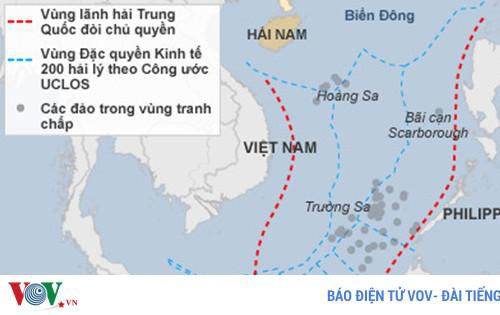 Vùng lãnh hải Trung
Quốc đòi chủ quyền
Vùng Đặc quyền Kinh tế
200 hải lý theo Công ước
UCLOS
Các đảo trong vùng tranh
chấp
Biển Đông
HẢI NAM
Hoàng Sa
Bãi cạn
Scarborough
VIỆT NAM
Trường Sa
PHILIPP
VOV.VN
BÁO ĐIỆN TỬ VOV- ĐÀI TIẾNG